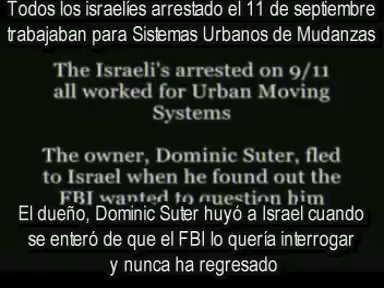 Todos los israelíes arrestado el 11 de septiembre
trabajaban para Sistemas Urbanos de Mudanzas
The Israeli's arrested on 9/11
all worked for Urban Moving
Systems
The owner, Dominic Suter, fled
to Israel when he found out the
FBI wanted to question him
El dueño, Dominic Suter huyó a Israel cuando
se enteró de que el FBI lo quería interrogar
y nunca ha regresado